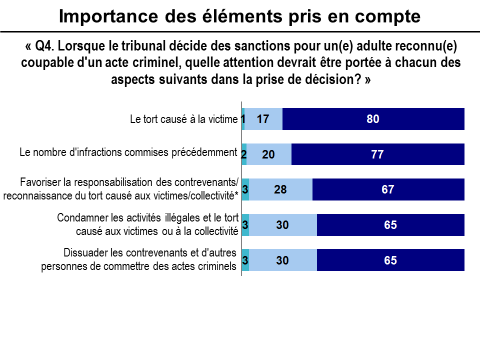 Importance des éléments pris en compte
« Q4. Lorsque le tribunal décide des sanctions pour un(e) adulte reconnu(e)
coupable d'un acte criminel, quelle attention devrait être portée à chacun des
aspects suivants dans la prise de décision? »
Le tort causé à la victime 1 17 80
Le nombre d'infractions commises précédemment 2 20 77
Favoriser la responsabilisation des contrevenants/
reconnaissance du tort causé aux victimes/collectivité* 3 28 67
Condamner les activités illégales et le tort
causé aux victimes ou à la collectivité 3 30 65
Dissuader les contrevenants et d'autres
personnes de commettre des actes criminels 3 30 65